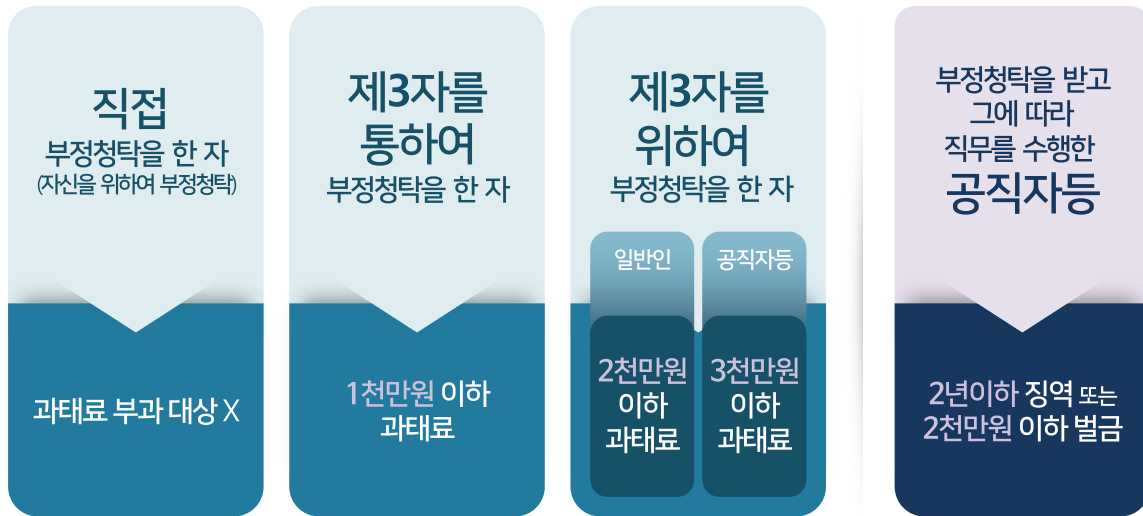 직접
부정청탁을 한 자
(자신을 위하여 부정청탁)
과태료 부과 대상 X
제3자를
통하여
부정청탁을 한 자
1천만원 이하
과태료
제3자를
위하여
부정청탁을 한 자
일반인
2천만원
이하
과태료
공직자등
3천만원
이하
과태료
부정청탁을 받고
그에 따라
직무를 수행한
공직자등
2년이하 징역 또는
2천만원 이하 벌금